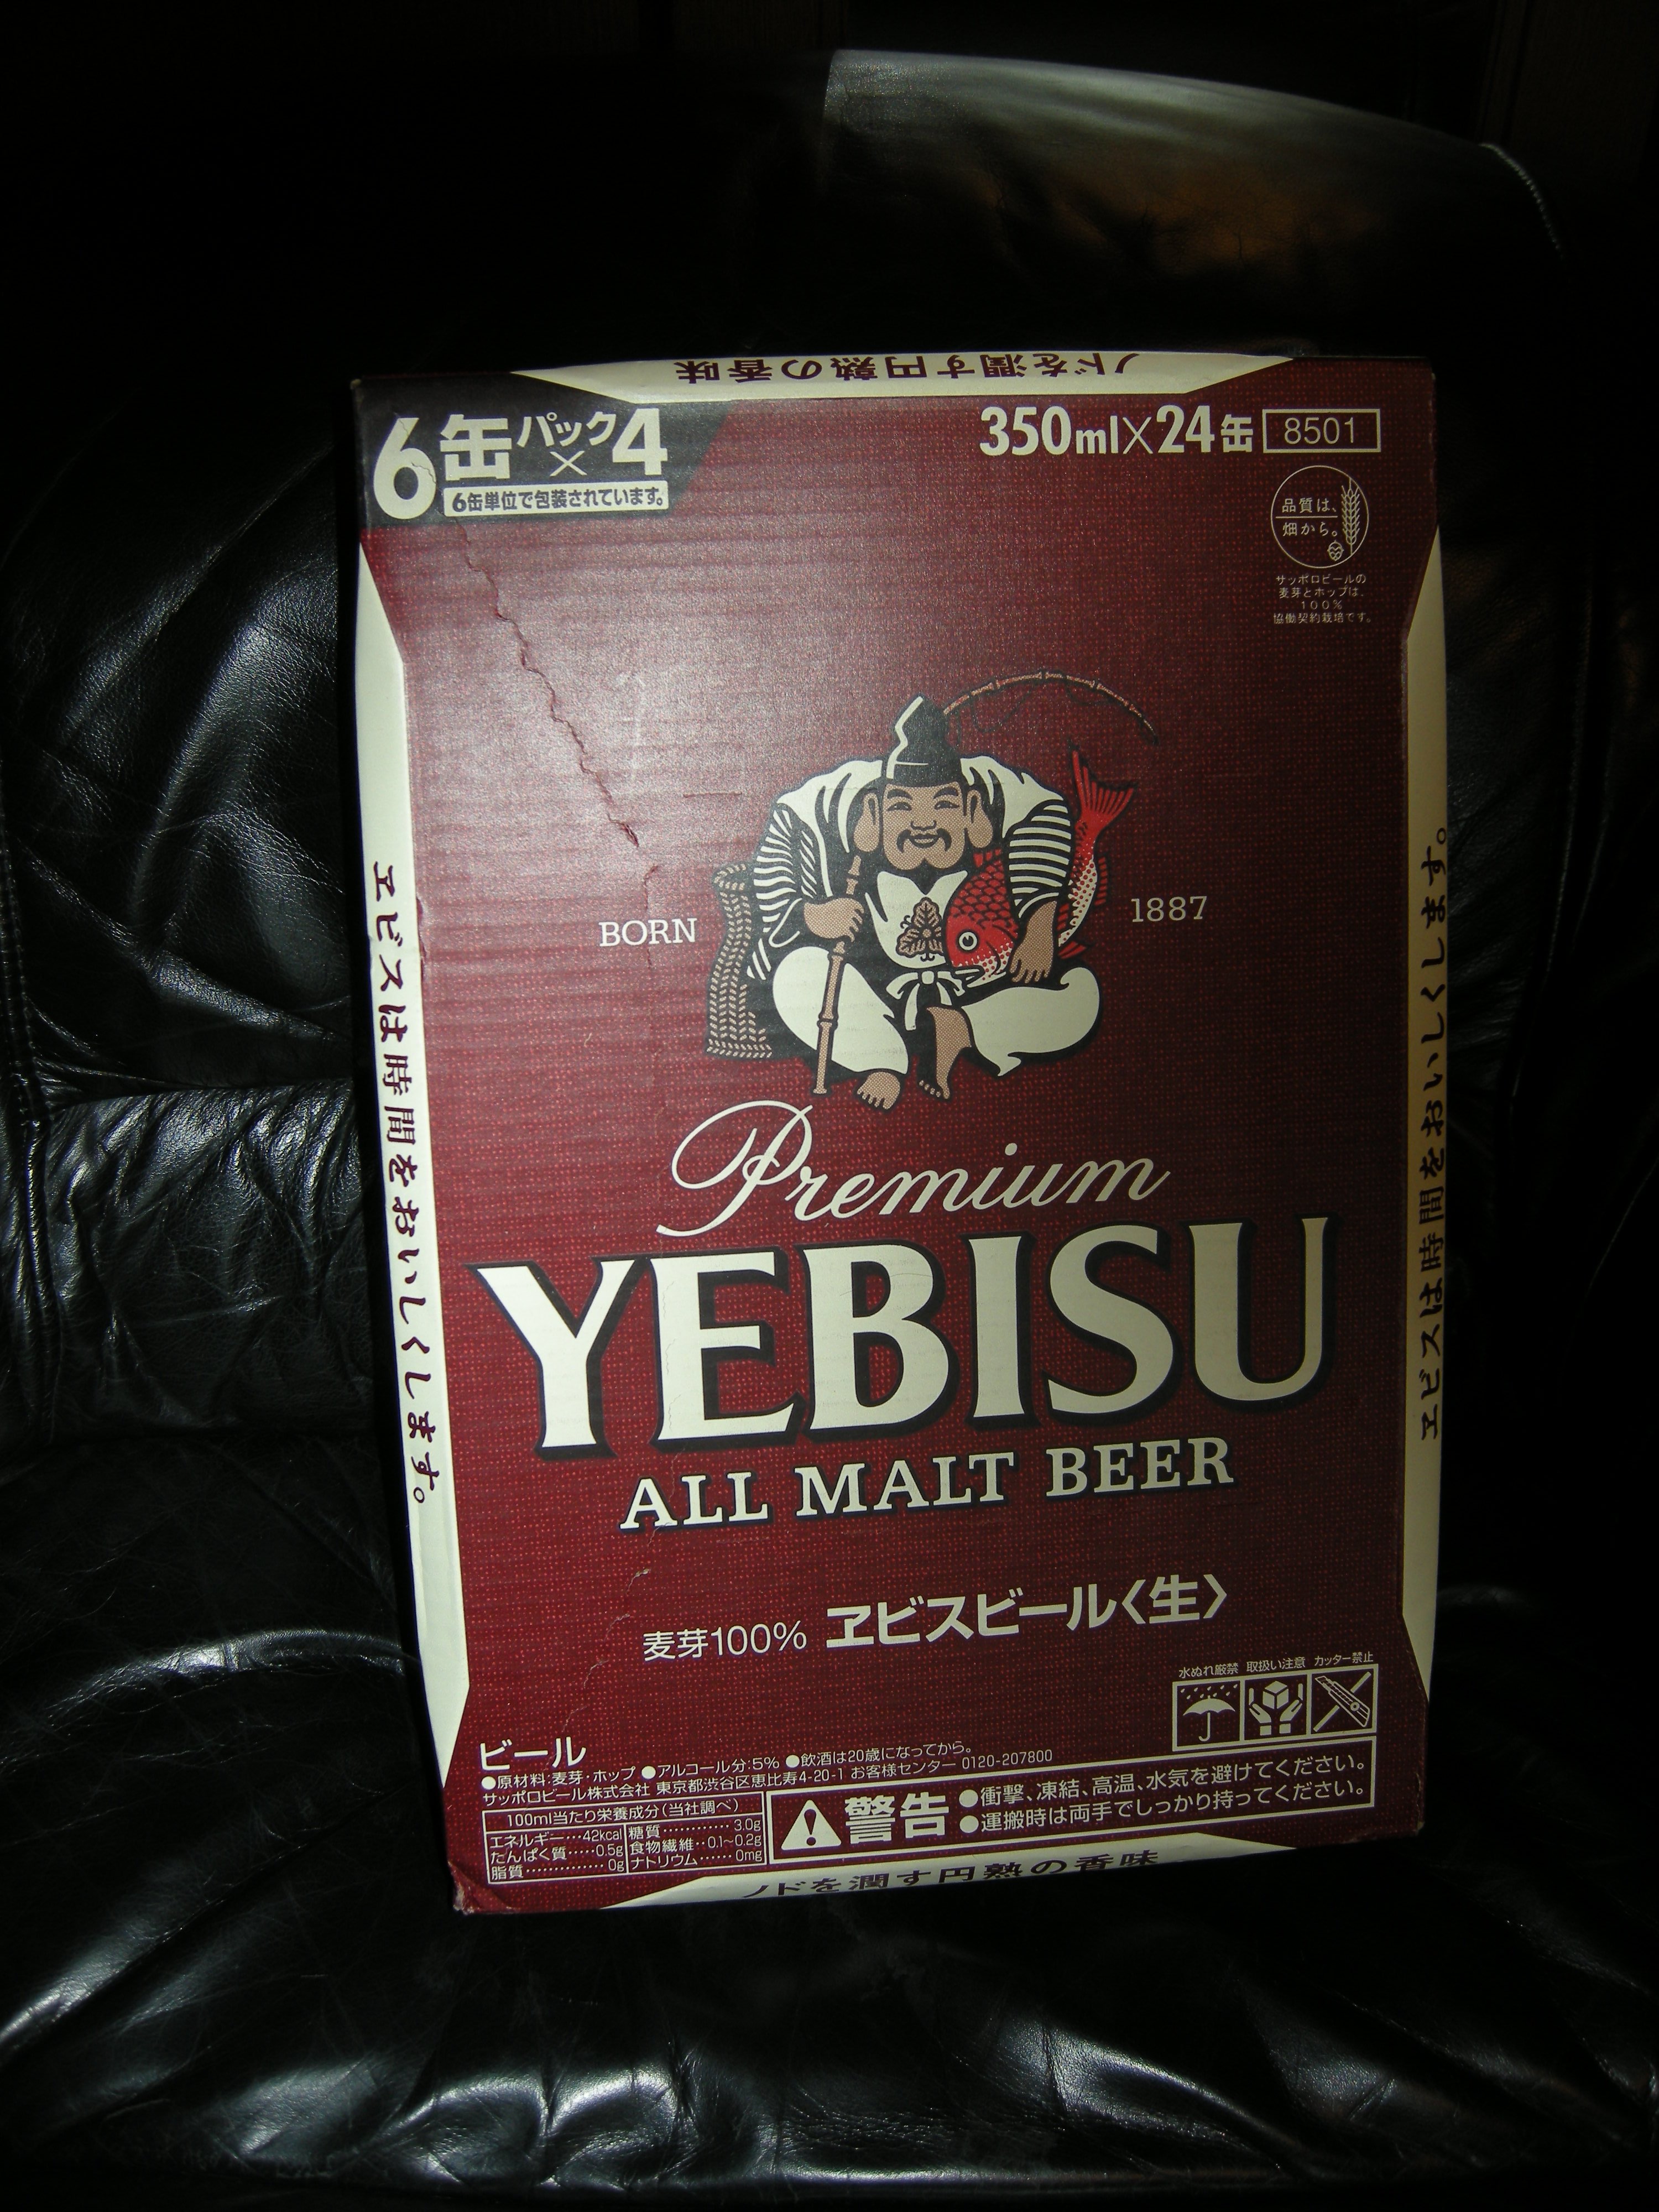 ノドを潤す円熟の香味
6缶パック×4
6缶単位で包装されています。
350ml×24缶 8501
品質は、
畑から。
サッポロビールの
麦芽とホップは、
100%
協働契約栽培です。
BORN 1887
Premium
YEBISU
ALL MALT BEER
麦芽100% ヱビスビール〈生〉
ヱビスは時間をおいしくします。
ヱビスは時間をおいしくします。
水ぬれ厳禁 取扱い注意 カッター禁止
ビール
●原材料:麦芽・ホップ ●アルコール分:5% ●飲酒は20歳になってから。
サッポロビール株式会社 東京都渋谷区恵比寿4-20-1 お客様センター 0120-207800
100ml当たり栄養成分(当社調べ)
エネルギー…42kcal 糖質…………3.0g
たんぱく質……0.5g 食物繊維…0.1~0.2g
脂質……………0g ナトリウム……0mg
警告
●衝撃、凍結、高温、水気を避けてください。
●運搬時は両手でしっかり持ってください。
ノドを潤す円熟の香味